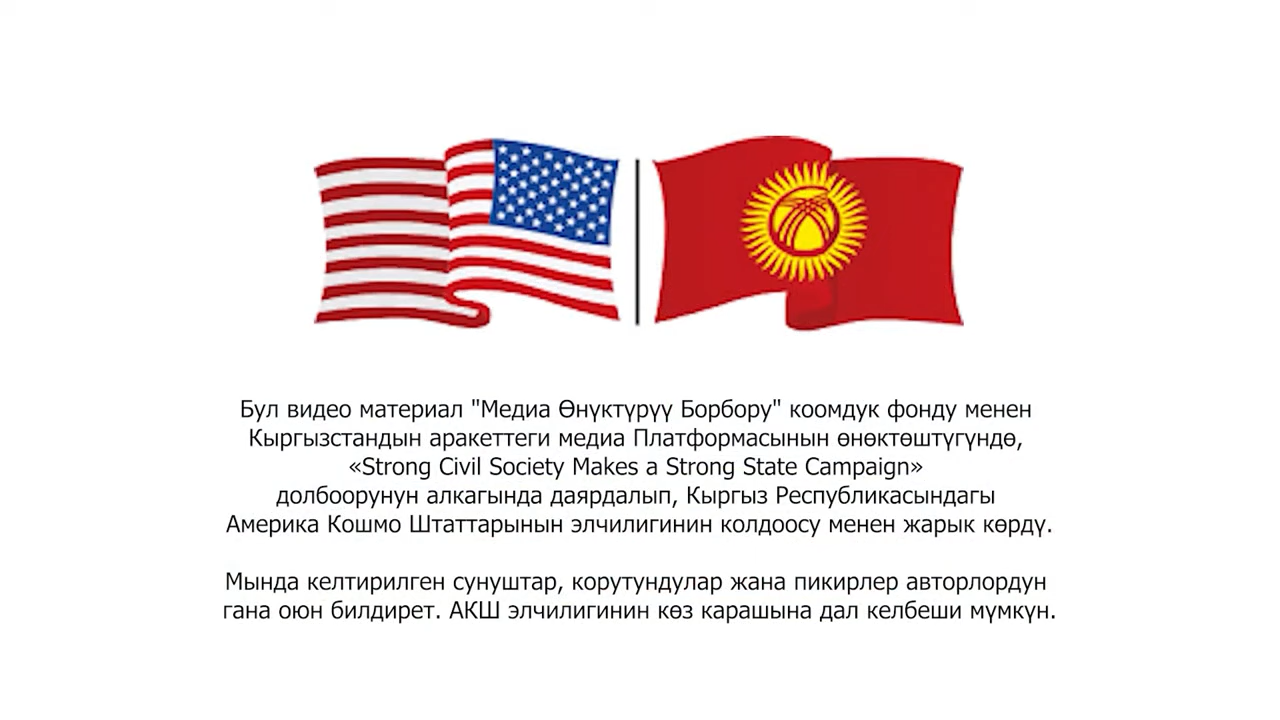 Бул видео материал "Медиа Өнүктүрүү Борбору" коомдук фонду менен
Кыргызстандын аракеттеги медиа Платформасынын өнөктөштүгүндө,
«Strong Civil Society Makes a Strong State Campaign»
долбоорунун алкагында даярдалып, Кыргыз Республикасындагы
Америка Кошмо Штаттарынын элчилигинин колдоосу менен жарык көрдү.
Мында келтирилген сунуштар, корутундулар жана пикирлер авторлордун
гана оюн билдирет. АКШ элчилигинин көз карашына дал келбеши мүмкүн.